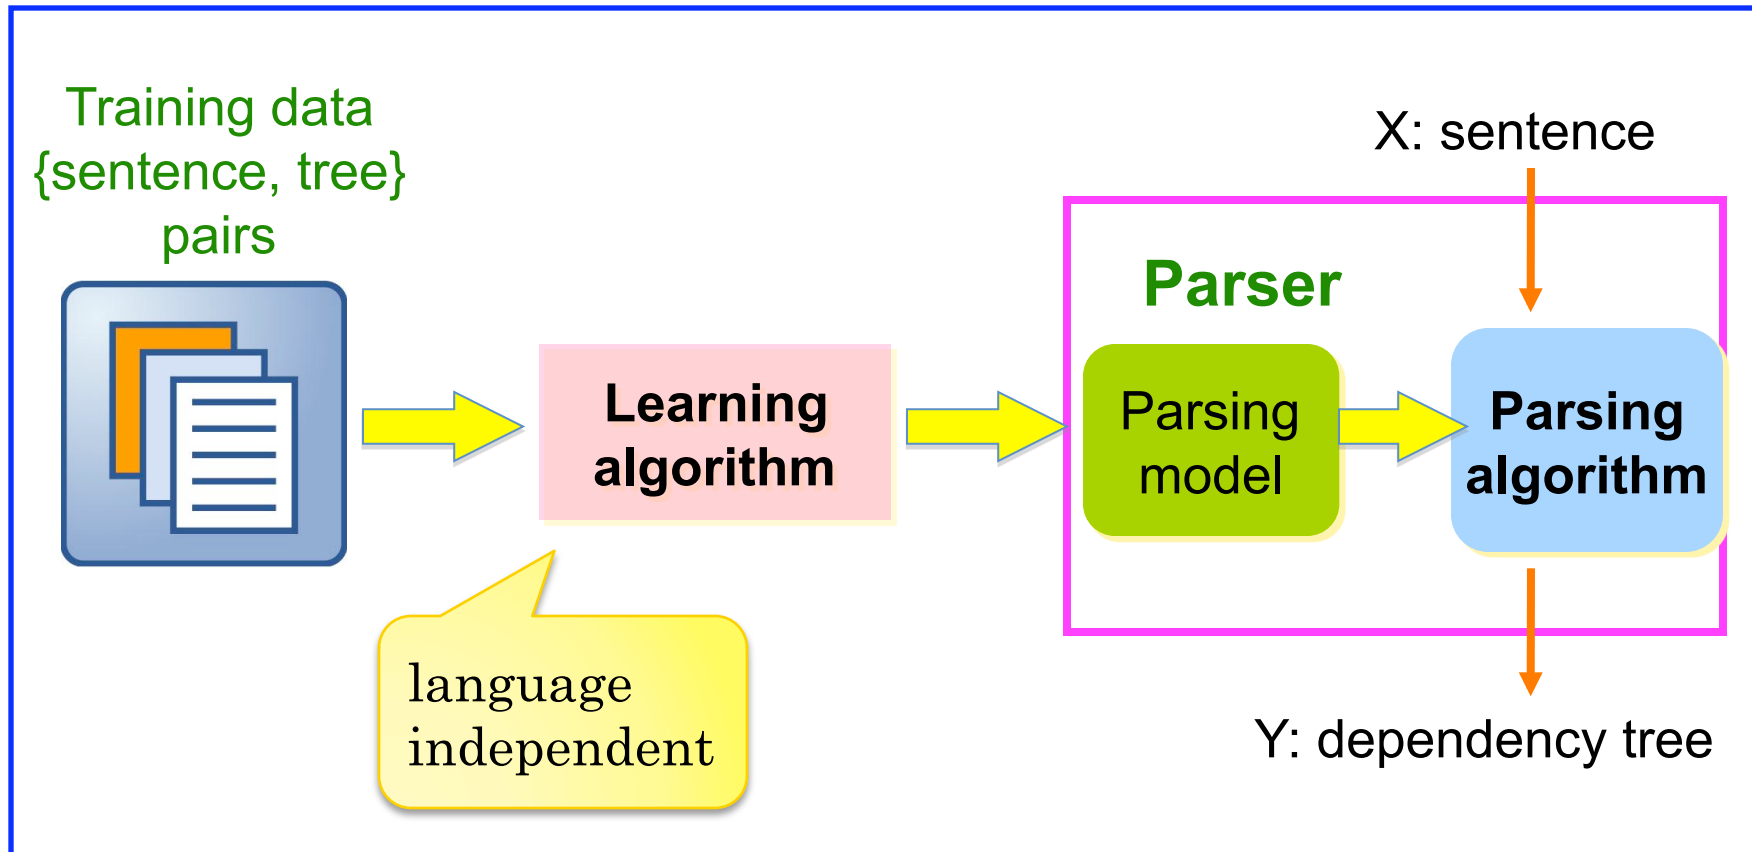 Training data
{sentence, tree}
pairs
Learning
algorithm
language
independent
X: sentence
Parser
Parsing
model
Parsing
algorithm
Y: dependency tree